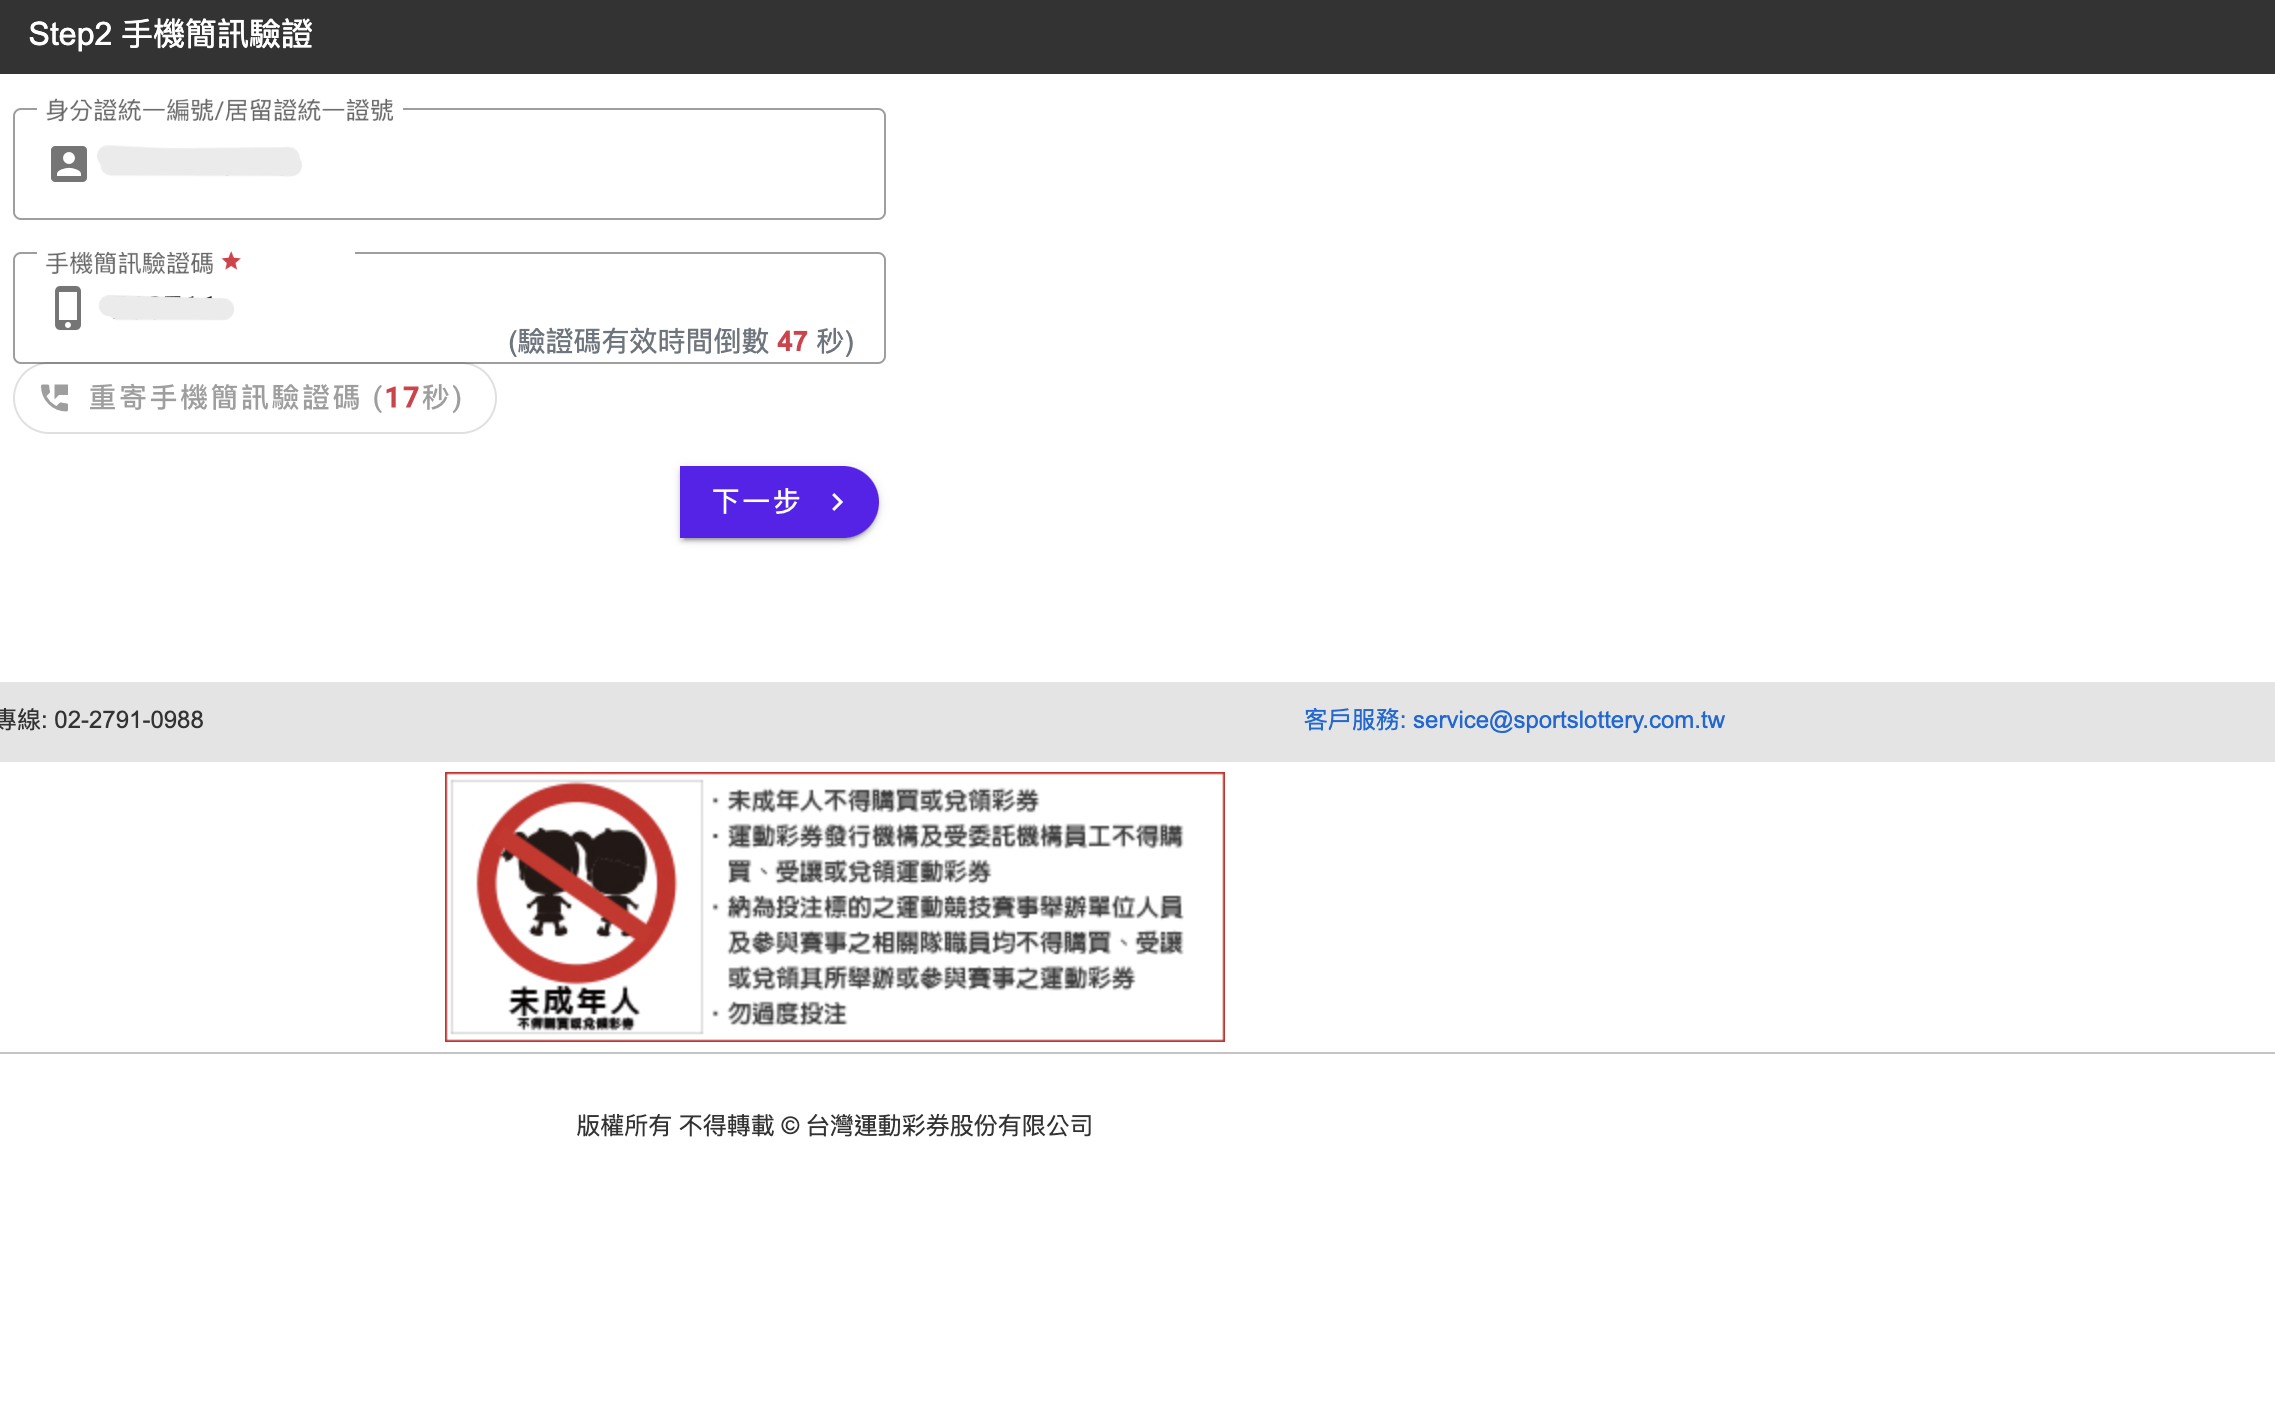 Step2 手機簡訊驗證
身分證統一編號/居留證統一證號
手機簡訊驗證碼 ★
(驗證碼有效時間倒數 47 秒)
重寄手機簡訊驗證碼 (17秒)
下一步
專線: 02-2791-0988
客戶服務: service@sportslottery.com.tw
未成年人
不得購買或兌領彩券
· 未成年人不得購買或兌領彩券
· 運動彩券發行機構及受委託機構員工不得購
買、受讓或兌領運動彩券
· 納為投注標的之運動競技賽事舉辦單位人員
及參與賽事之相關隊職員均不得購買、受讓
或兌領其所舉辦或參與賽事之運動彩券
· 勿過度投注
版權所有 不得轉載 © 台灣運動彩券股份有限公司